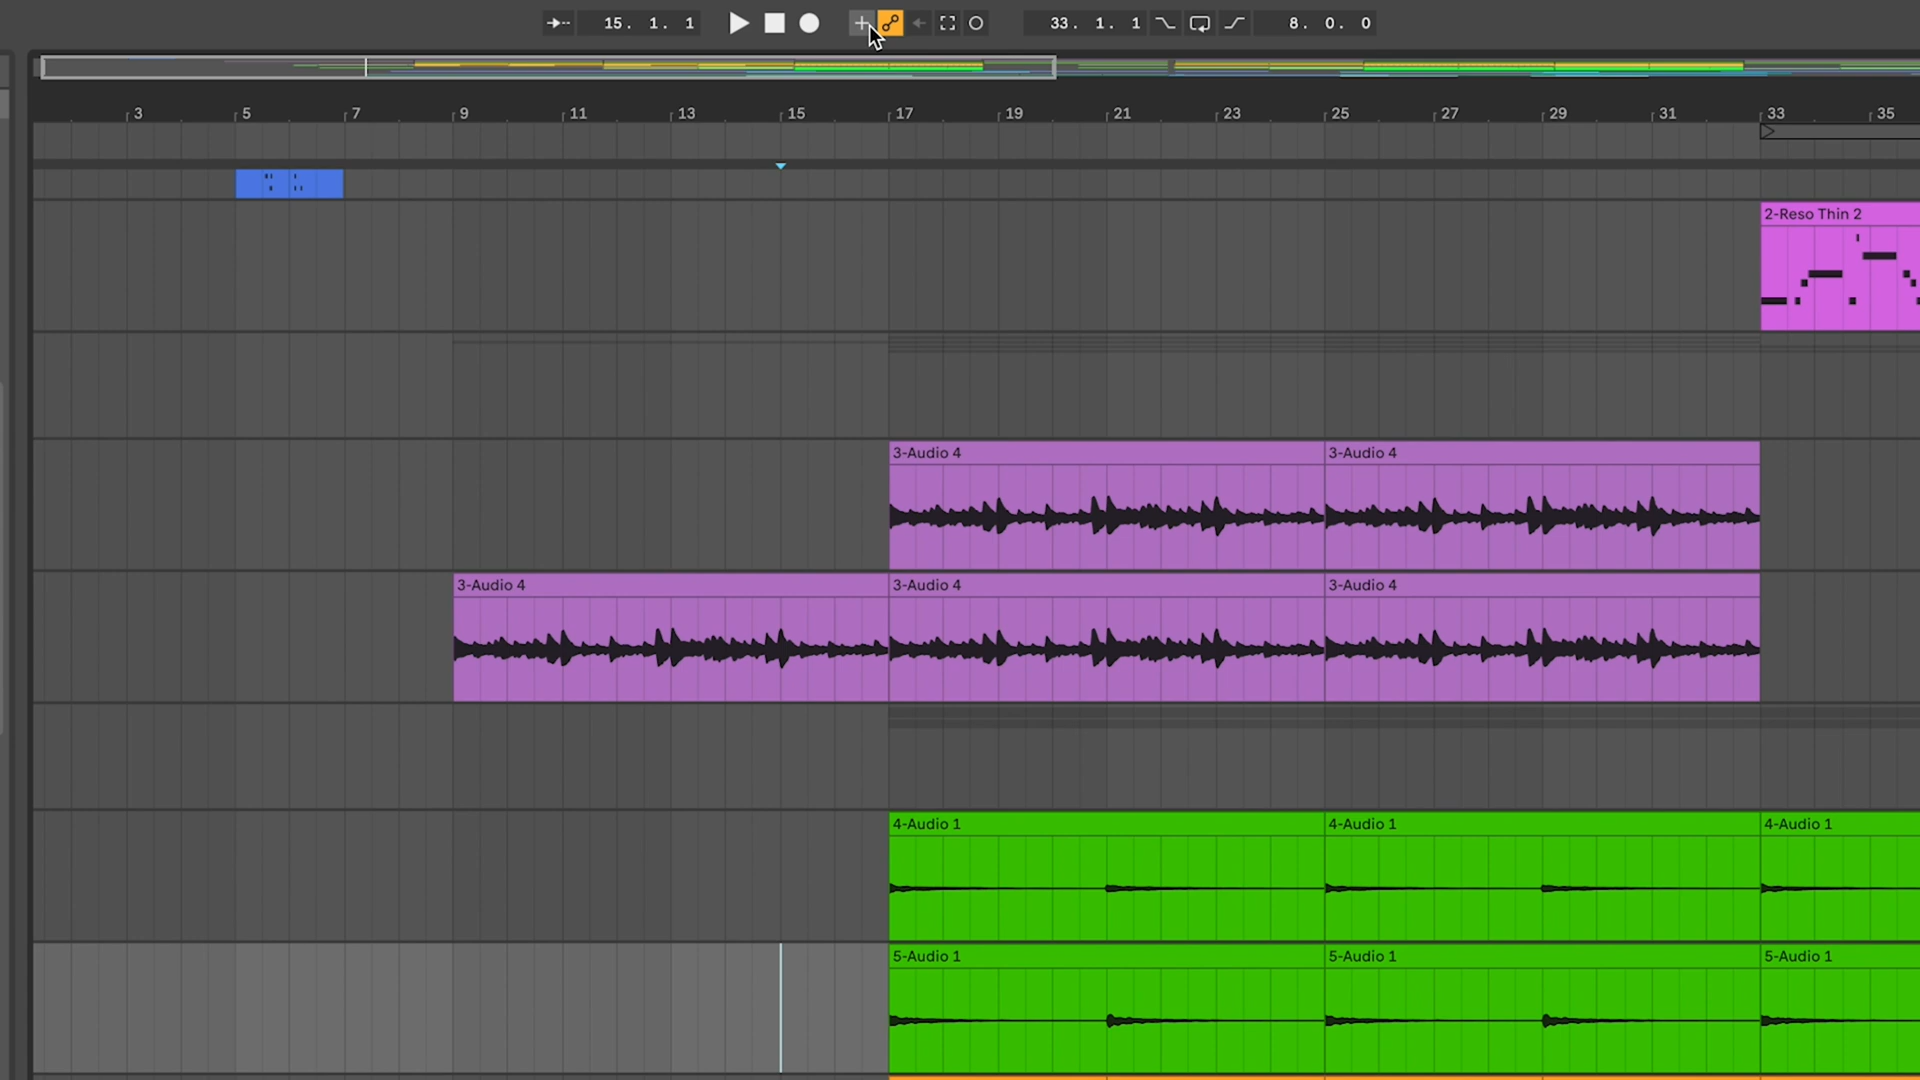 15. 1. 1
33. 1. 1
8. 0. 0
3 5 7 9 11 13 15 17 19 21 23 25 27 29 31 33 35
2-Reso Thin 2
3-Audio 4 3-Audio 4
3-Audio 4 3-Audio 4 3-Audio 4
4-Audio 1 4-Audio 1 4-Audio 1
5-Audio 1 5-Audio 1 5-Audio 1